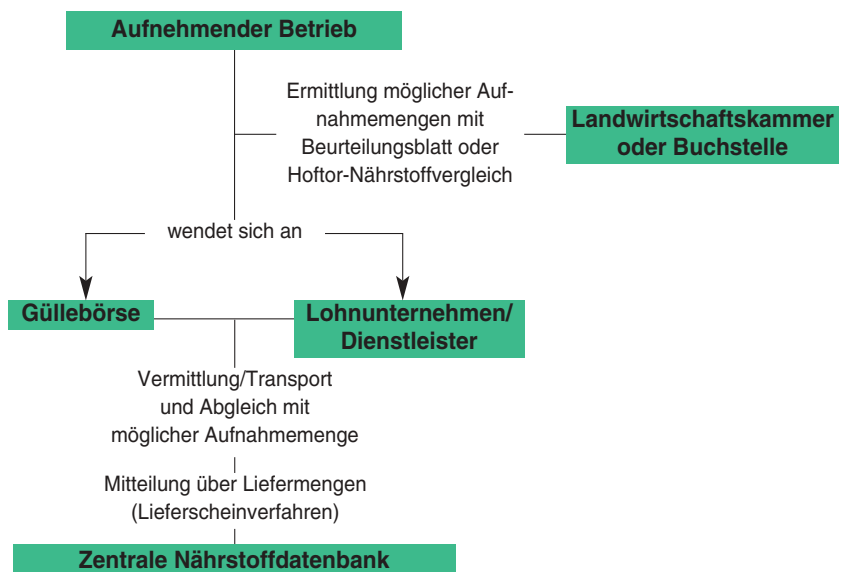 Aufnehmender Betrieb
Ermittlung möglicher Auf-
nahmemengen mit
Beurteilungsblatt oder
Hoftor-Nährstoffvergleich
Landwirtschaftskammer
oder Buchstelle
wendet sich an
Güllebörse
Lohnunternehmen/
Dienstleister
Vermittlung/Transport
und Abgleich mit
möglicher Aufnahmemenge
Mitteilung über Liefermengen
(Lieferscheinverfahren)
Zentrale Nährstoffdatenbank